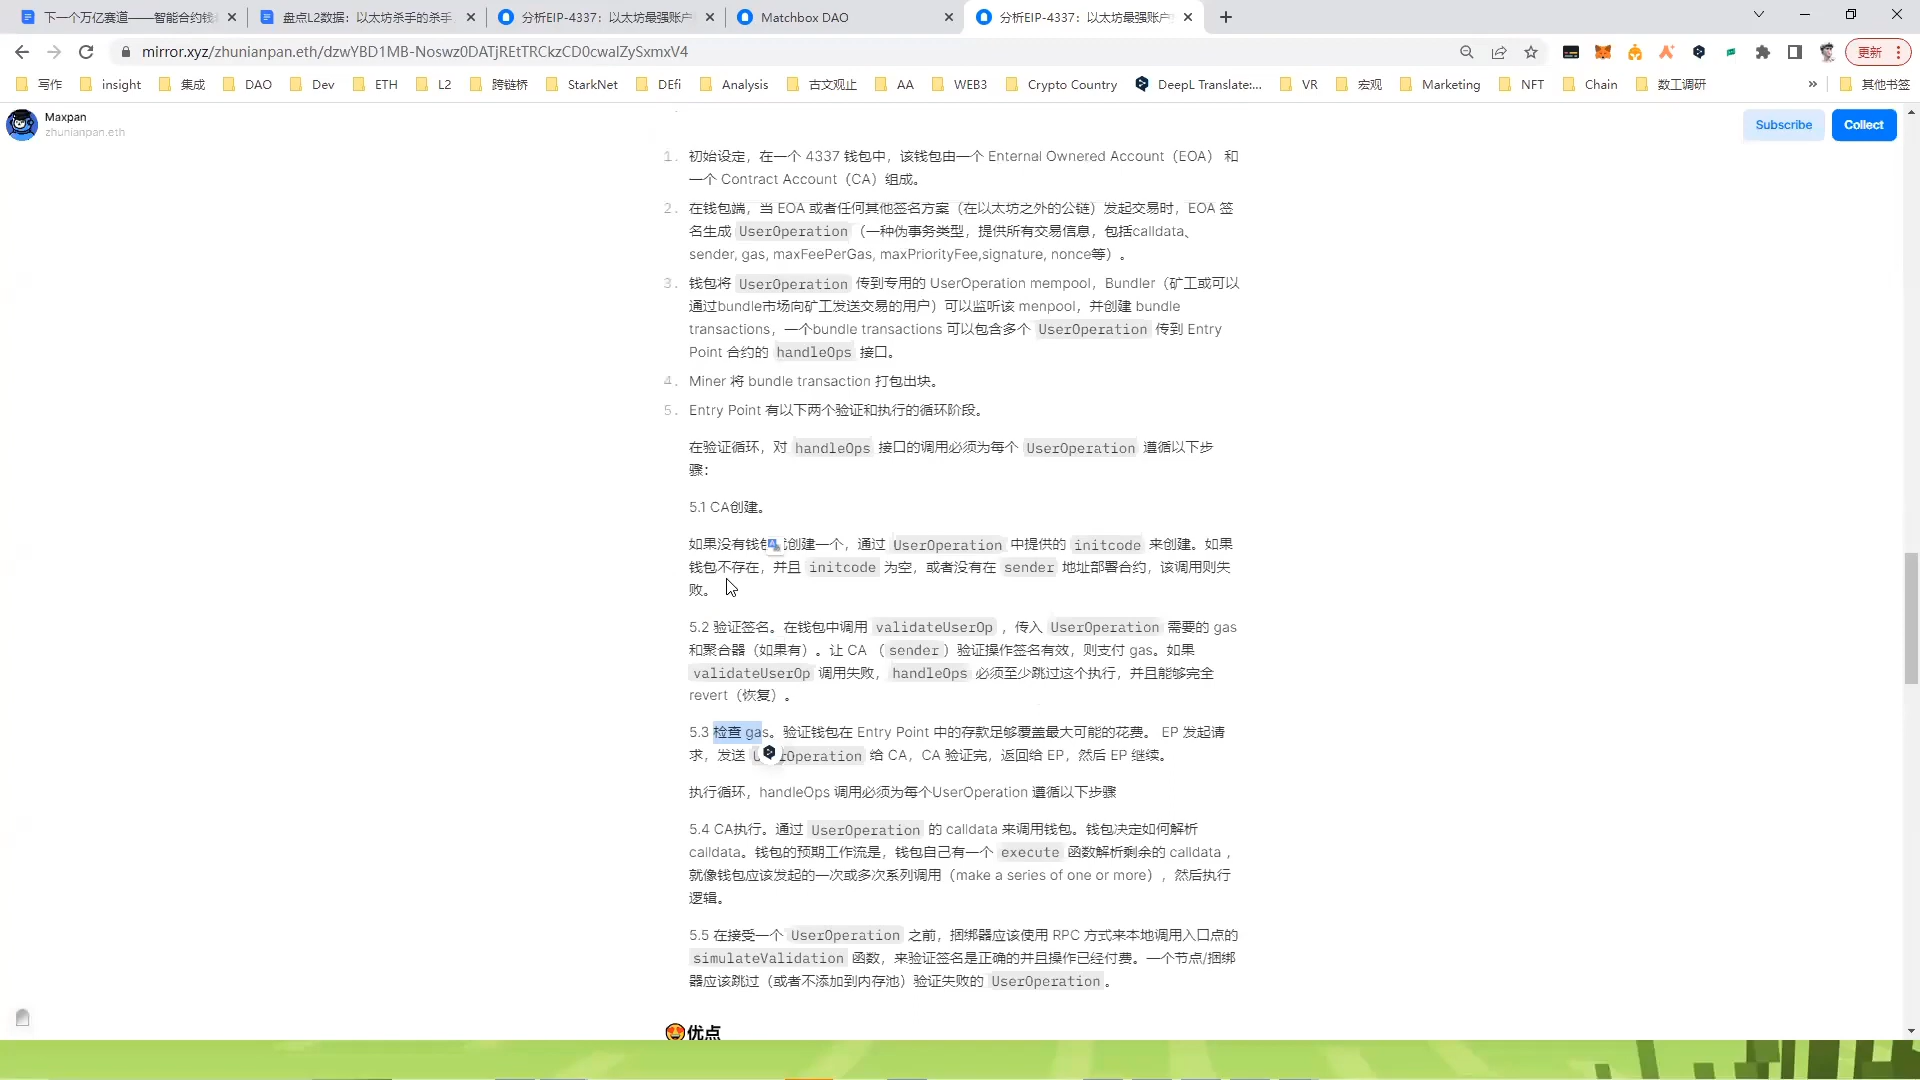 下一个万亿赛道——智能合约钱
盘点L2数据：以太坊杀手的杀手
分析EIP-4337：以太坊最强账户
Matchbox DAO
分析EIP-4337：以太坊最强账户
mirror.xyz/zhunianpan.eth/dzwYBD1MB-Noswz0DATjREtTRCkzCD0cwalZySxmxV4
更新
写作 insight 集成 DAO Dev ETH L2 跨链桥 StarkNet DEfi Analysis 古文观止 AA WEB3 Crypto Country DeepL Translate:... VR 宏观 Marketing NFT Chain 数工调研 » 其他书签
Maxpan
zhunianpan.eth
Subscribe
Collect
1. 初始设定，在一个 4337 钱包中，该钱包由一个 Enternal Ownered Account（EOA） 和
一个 Contract Account（CA）组成。
2. 在钱包端，当 EOA 或者任何其他签名方案（在以太坊之外的公链）发起交易时，EOA 签
名生成 UserOperation （一种伪事务类型，提供所有交易信息，包括calldata、
sender, gas, maxFeePerGas, maxPriorityFee,signature, nonce等）。
3. 钱包将 UserOperation 传到专用的 UserOperation mempool，Bundler（矿工或可以
通过bundle市场向矿工发送交易的用户）可以监听该 menpool，并创建 bundle
transactions，一个bundle transactions 可以包含多个 UserOperation 传到 Entry
Point 合约的 handleOps 接口。
4. Miner 将 bundle transaction 打包出块。
5. Entry Point 有以下两个验证和执行的循环阶段。
在验证循环，对 handleOps 接口的调用必须为每个 UserOperation 遵循以下步
骤：
5.1 CA创建。
如果没有钱 创建一个，通过 UserOperation 中提供的 initcode 来创建。如果
钱包不存在，并且 initcode 为空，或者没有在 sender 地址部署合约，该调用则失
败。
5.2 验证签名。在钱包中调用 validateUserOp ，传入 UserOperation 需要的 gas
和聚合器（如果有）。让 CA （ sender ）验证操作签名有效，则支付 gas。如果
validateUserOp 调用失败， handleOps 必须至少跳过这个执行，并且能够完全
revert（恢复）。
5.3 检查 gas。验证钱包在 Entry Point 中的存款足够覆盖最大可能的花费。 EP 发起请
求，发送 Operation 给 CA，CA 验证完，返回给 EP，然后 EP 继续。
执行循环，handleOps 调用必须为每个UserOperation 遵循以下步骤
5.4 CA执行。通过 UserOperation 的 calldata 来调用钱包。钱包决定如何解析
calldata。钱包的预期工作流是，钱包自己有一个 execute 函数解析剩余的 calldata ，
就像钱包应该发起的一次或多次系列调用（make a series of one or more），然后执行
逻辑。
5.5 在接受一个 UserOperation 之前，捆绑器应该使用 RPC 方式来本地调用入口点的
simulateValidation 函数，来验证签名是正确的并且操作已经付费。一个节点/捆绑
器应该跳过（或者不添加到内存池）验证失败的 UserOperation 。
优点